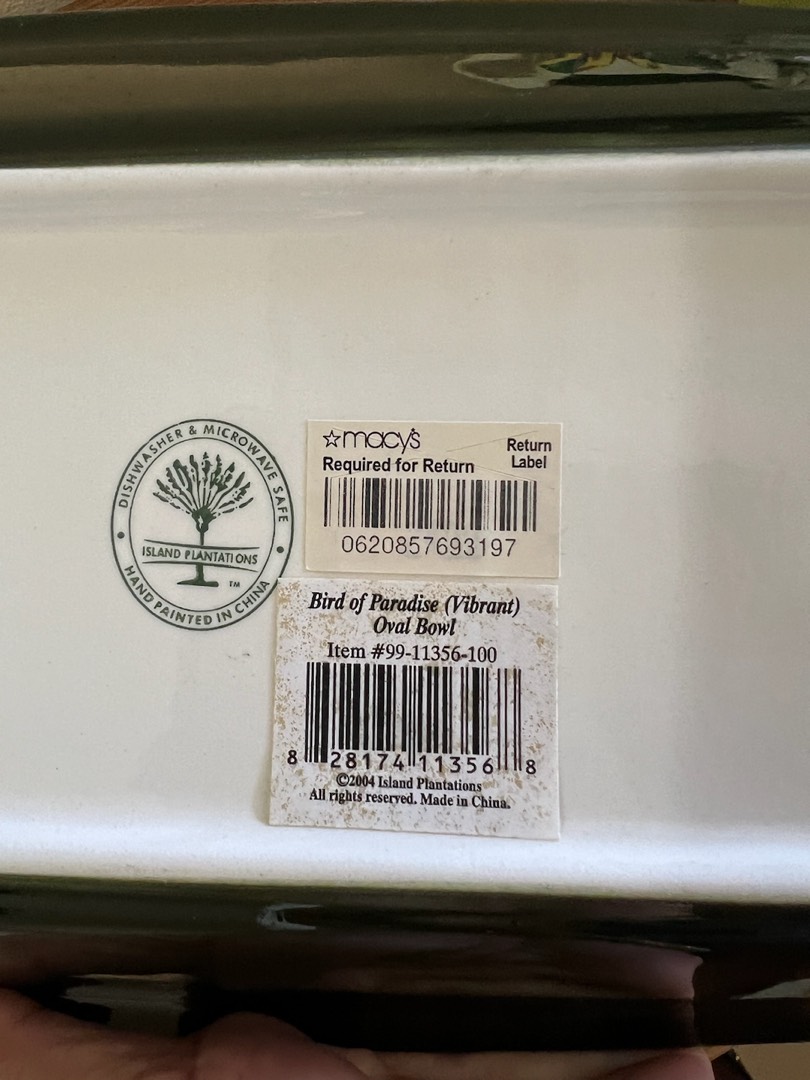 DISHWASHER & MICROWAVE SAFE
ISLAND PLANTATIONS
TM
HAND PAINTED IN CHINA
macy's
Return
Label
Required for Return
0620857693197
Bird of Paradise (Vibrant)
Oval Bowl
Item #99-11356-100
8 28174 11356 8
©2004 Island Plantations
All rights reserved. Made in China.